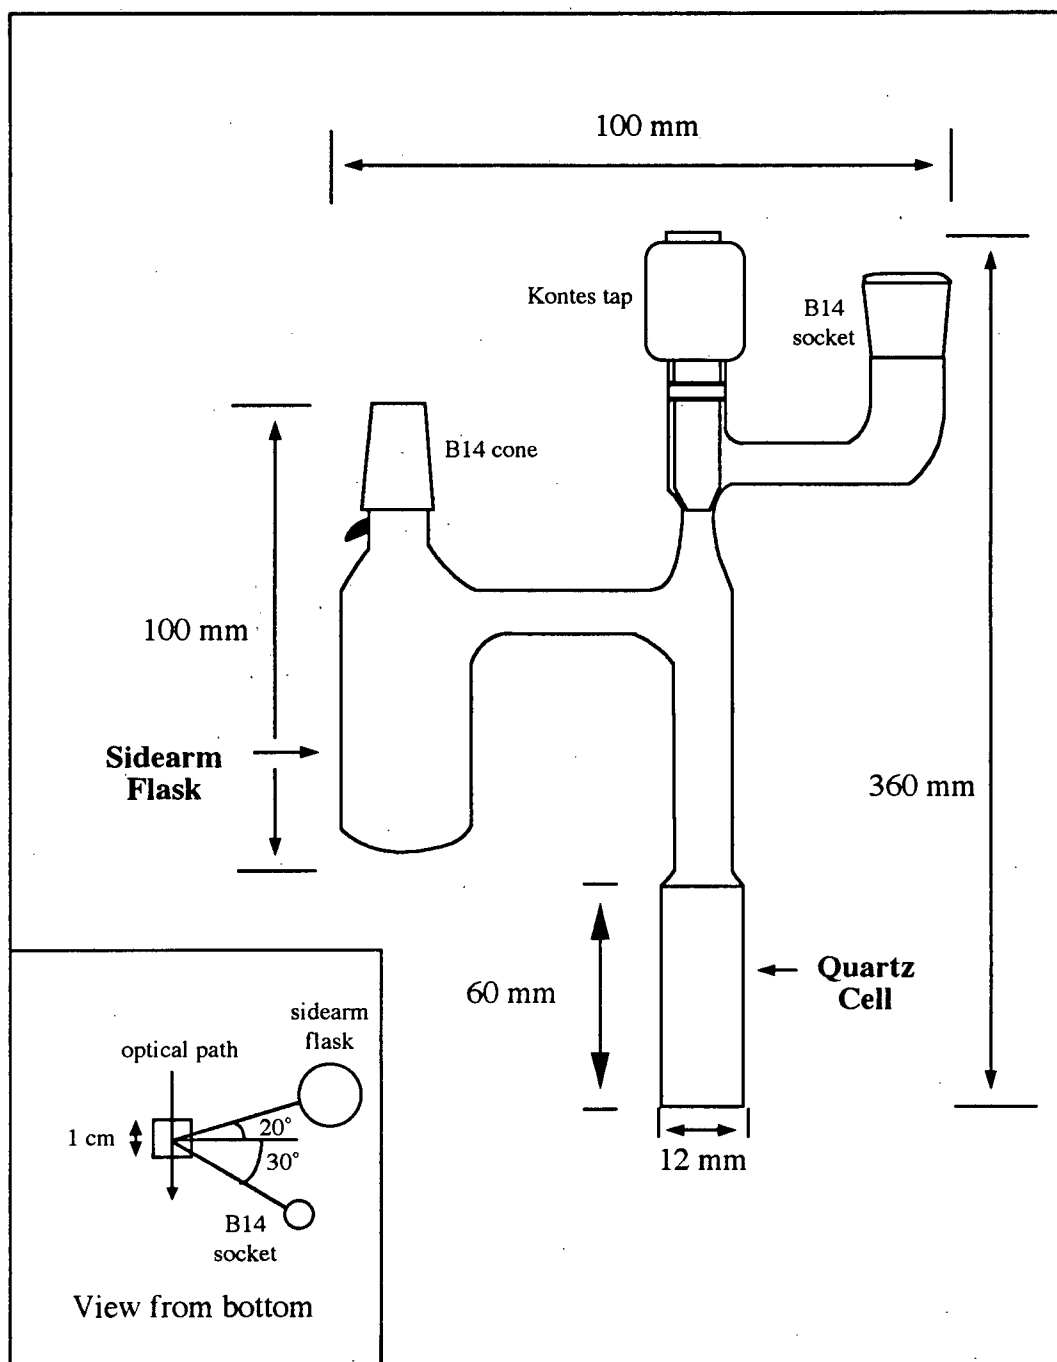 100 mm
Kontes tap
B14
socket
B14 cone
100 mm
Sidearm
Flask
360 mm
60 mm
Quartz
Cell
12 mm
sidearm
flask
optical path
1 cm
20°
30°
B14
socket
View from bottom